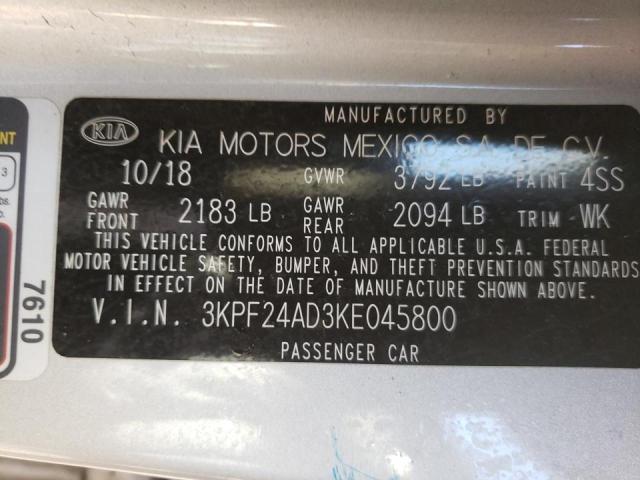 MANUFACTURED BY
KIA KIA MOTORS MEXICO S.A. DE C.V.
10/18 GVWR 3792 LB PAINT 4SS
GAWR FRONT 2183 LB GAWR REAR 2094 LB TRIM WK
THIS VEHICLE CONFORMS TO ALL APPLICABLE U.S.A. FEDERAL
MOTOR VEHICLE SAFETY, BUMPER, AND THEFT PREVENTION STANDARDS
IN EFFECT ON THE DATE OF MANUFACTURE SHOWN ABOVE.
V.I.N. 3KPF24AD3KE045800
PASSENGER CAR
7610
3